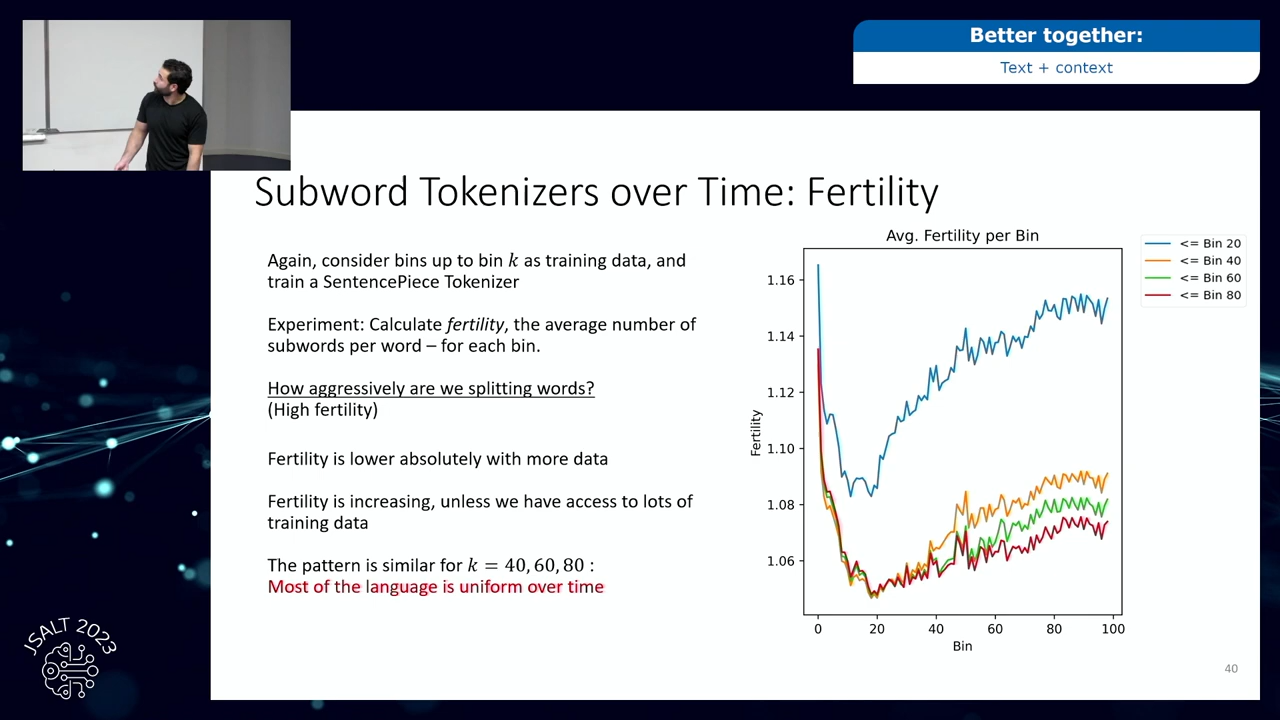 Better together:
Text + context
Subword Tokenizers over Time: Fertility
Again, consider bins up to bin k as training data, and
train a SentencePiece Tokenizer
Experiment: Calculate fertility, the average number of
subwords per word – for each bin.
How aggressively are we splitting words?
(High fertility)
Fertility is lower absolutely with more data
Fertility is increasing, unless we have access to lots of
training data
The pattern is similar for k = 40, 60, 80 :
Most of the language is uniform over time
Avg. Fertility per Bin
<= Bin 20
<= Bin 40
<= Bin 60
<= Bin 80
1.16
1.14
1.12
1.10
1.08
1.06
Fertility
0 20 40 60 80 100
Bin
40
JSALT 2023